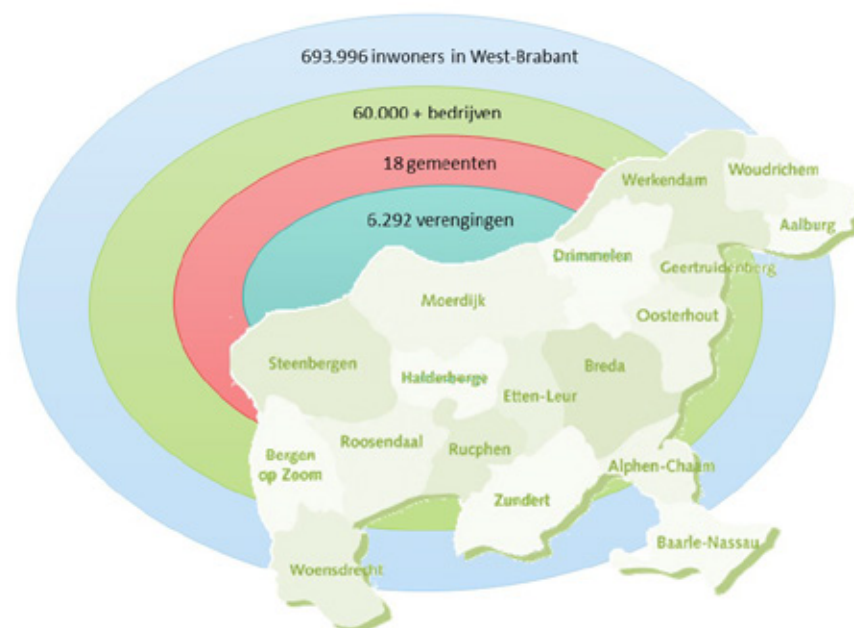 693.996 inwoners in West-Brabant
60.000 + bedrijven
18 gemeenten
6.292 verengingen
Werkendam
Woudrichem
Aalburg
Drimmelen
Geertruidenberg
Moerdijk
Oosterhout
Steenbergen
Halderberge
Breda
Etten-Leur
Roosendaal
Rucphen
Bergen
op Zoom
Alphen-Chaam
Zundert
Baarle-Nassau
Woensdrecht